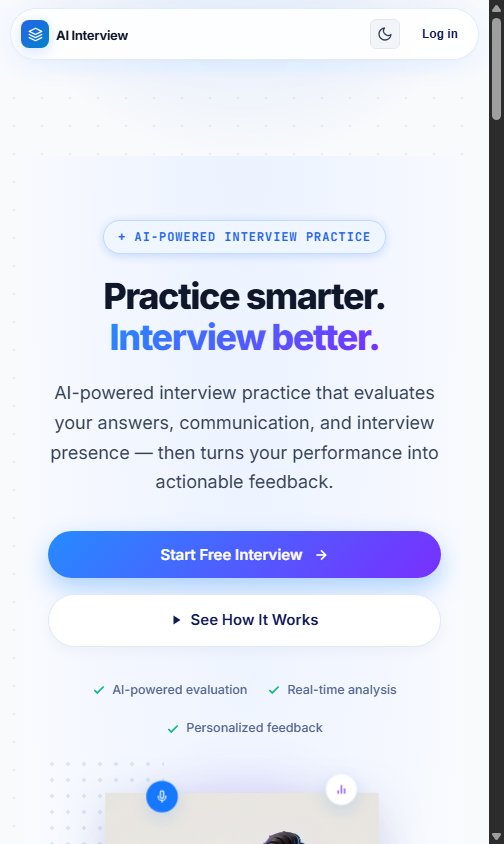 AI Interview
Log in
+ AI-POWERED INTERVIEW PRACTICE
Practice smarter.
Interview better.
AI-powered interview practice that evaluates
your answers, communication, and interview
presence — then turns your performance into
actionable feedback.
Start Free Interview →
See How It Works
AI-powered evaluation
Real-time analysis
Personalized feedback